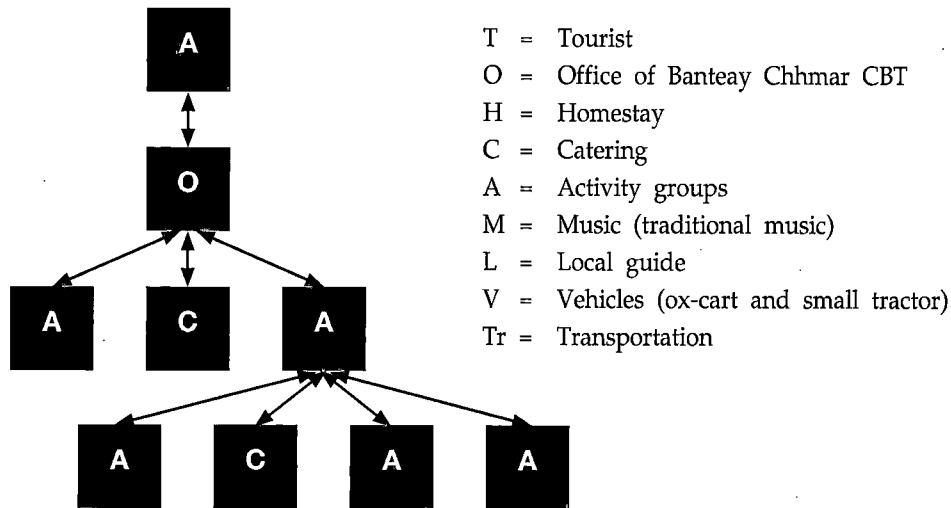 A
O
A C A
A C A A
T = Tourist
O = Office of Banteay Chhmar CBT
H = Homestay
C = Catering
A = Activity groups
M = Music (traditional music)
L = Local guide
V = Vehicles (ox-cart and small tractor)
Tr = Transportation